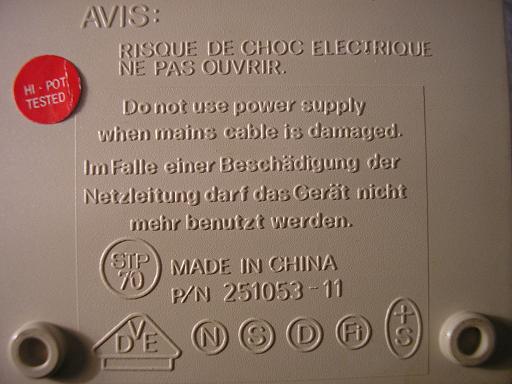 AVIS:
RISQUE DE CHOC ELECTRIQUE
NE PAS OUVRIR.
HI - POT
TESTED
Do not use power supply
when mains cable is damaged.
Im Falle einer Beschädigung der
Netzleitung darf das Gerät nicht
mehr benutzt werden.
STP
70
MADE IN CHINA
P/N 251053-11
DVE N S D FI +S